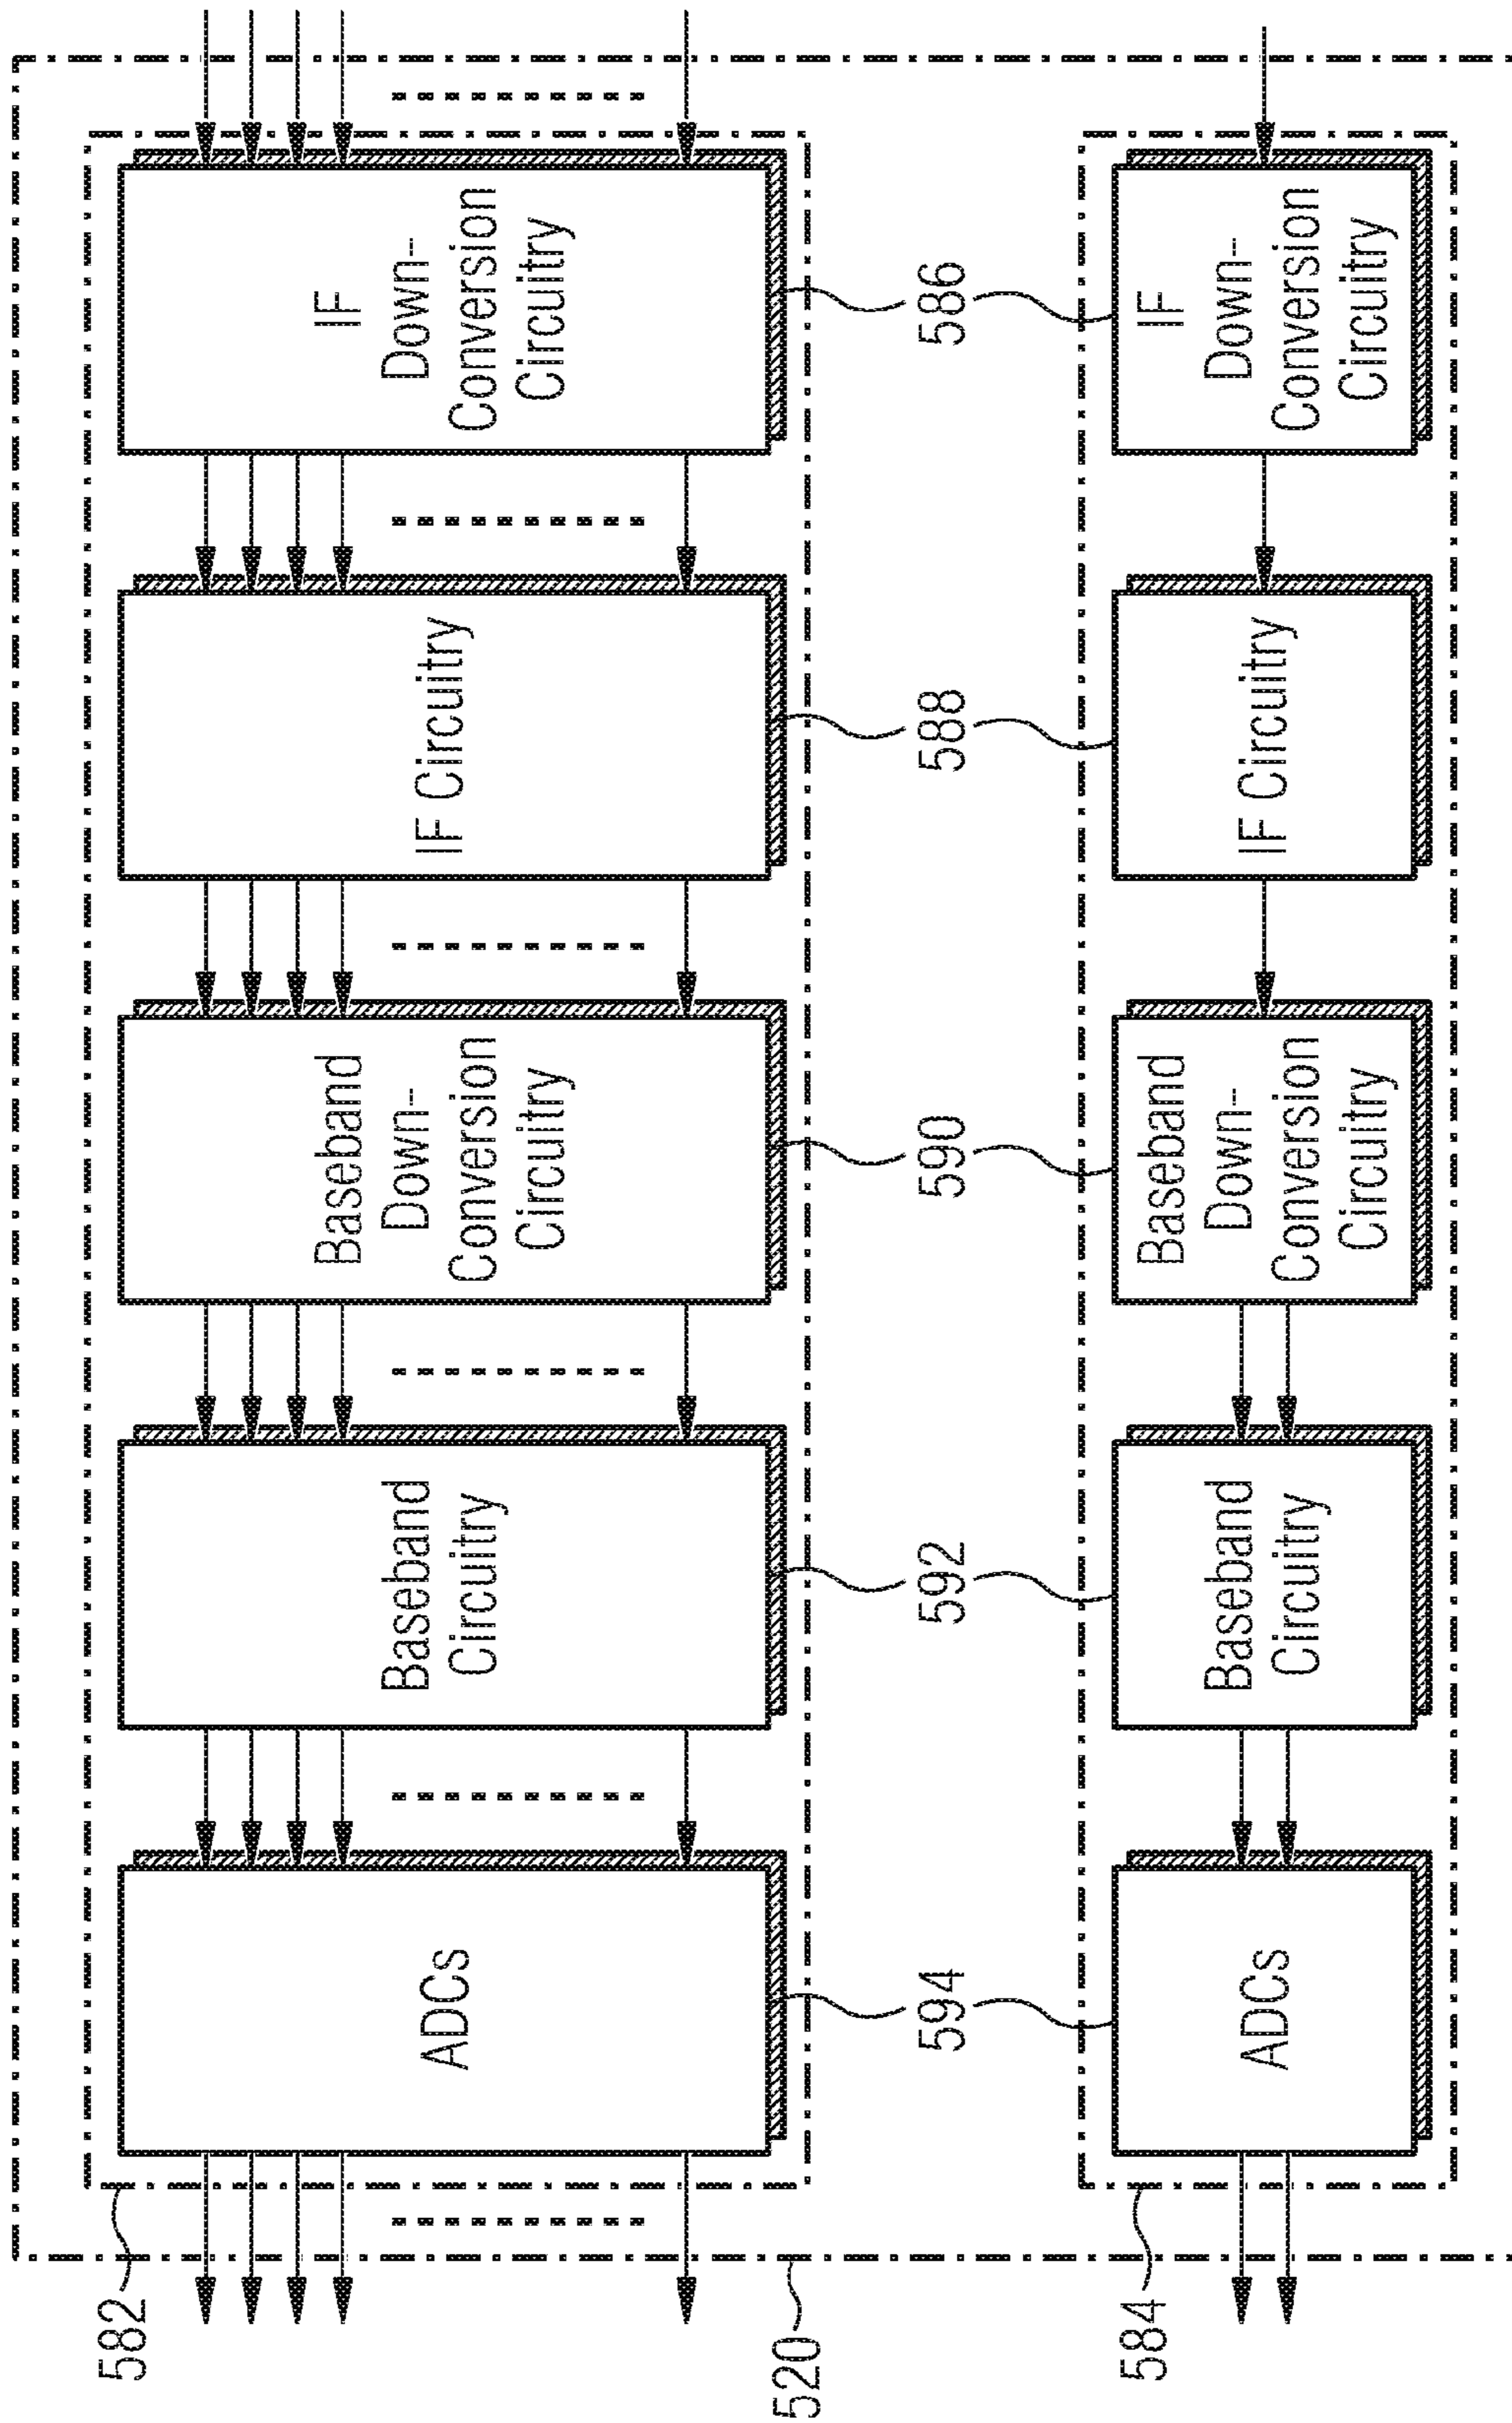 582
ADCs
Baseband
Circuitry
Baseband
Down-
Conversion
Circuitry
IF Circuitry
IF
Down-
Conversion
Circuitry
520
594
592
590
588
586
584
ADCs
Baseband
Circuitry
Baseband
Down-
Conversion
Circuitry
IF Circuitry
IF
Down-
Conversion
Circuitry